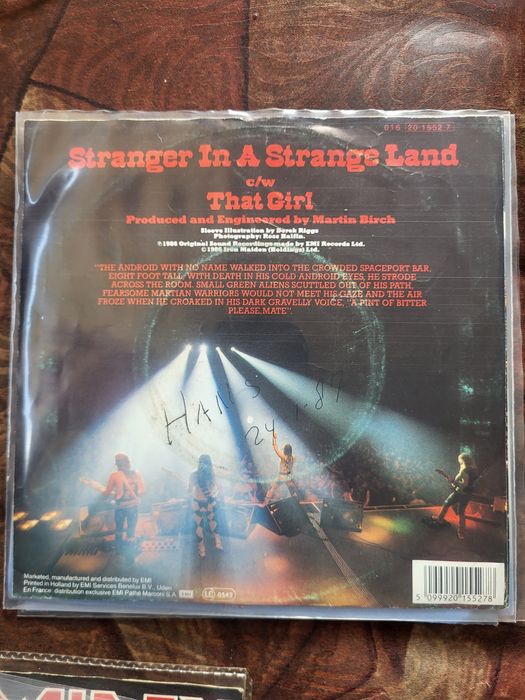 016 20 1552 7
Stranger In A Strange Land
c/w
That Girl
Produced and Engineered by Martin Birch
Sleeve Illustration by Derek Riggs
Photography: Ross Halfin.
℗1986 Original Sound Recordings made by EMI Records Ltd.
©1986 Iron Maiden (Holdings) Ltd.
"THE ANDROID WITH NO NAME WALKED INTO THE CROWDED SPACEPORT BAR,
EIGHT FOOT TALL, WITH DEATH IN HIS COLD ANDROID EYES, HE STRODE
ACROSS THE ROOM. SMALL GREEN ALIENS SCUTTLED OUT OF HIS PATH,
FEARSOME MARTIAN WARRIORS WOULD NOT MEET HIS GAZE AND THE AIR
FROZE WHEN HE CROAKED IN HIS DARK GRAVELLY VOICE, "A PINT OF BITTER
PLEASE, MATE".
HANS
24-1-87
Marketed, manufactured and distributed by EMI
Printed in Holland by EMI Services Benelux B.V., Uden
En France: distribution exclusive EMI Pathé Marconi S.A.
EMI
LC 0542
5 099920 155278